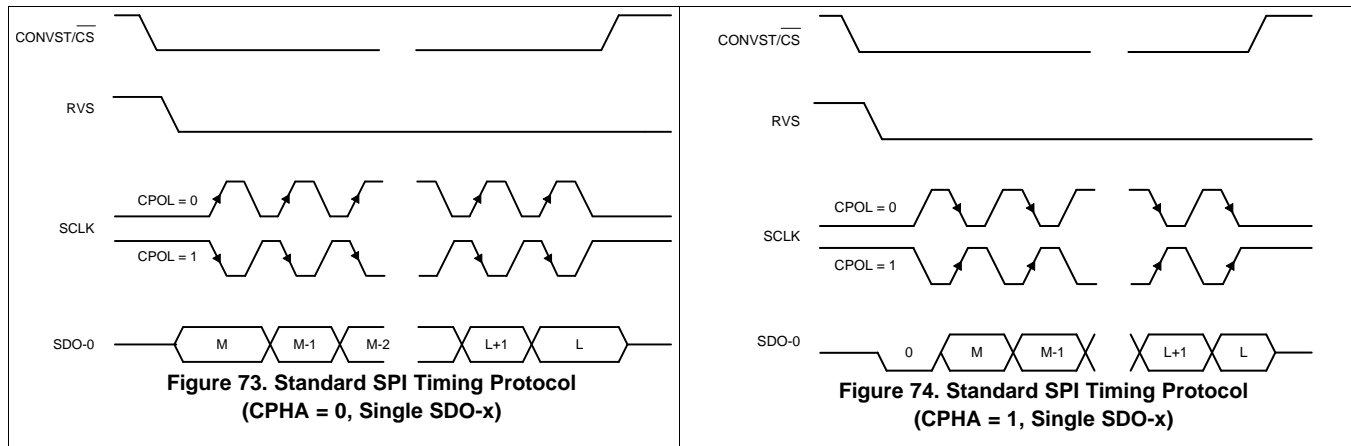 CONVST/CS
RVS
CPOL = 0
SCLK
CPOL = 1
SDO-0
M
M-1
M-2
L+1
L
Figure 73. Standard SPI Timing Protocol
(CPHA = 0, Single SDO-x)
CONVST/CS
RVS
CPOL = 0
SCLK
CPOL = 1
SDO-0
0
M
M-1
L+1
L
Figure 74. Standard SPI Timing Protocol
(CPHA = 1, Single SDO-x)